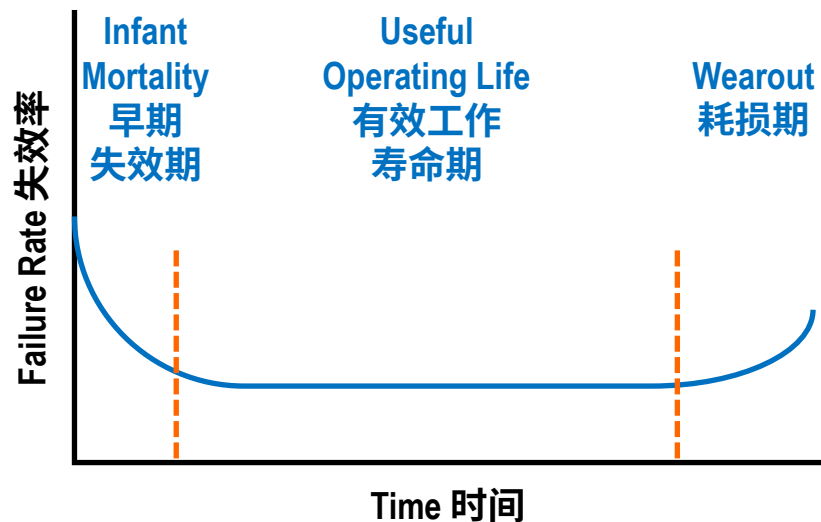 Infant
Mortality
早期
失效期
Useful
Operating Life
有效工作
寿命期
Wearout
耗损期
Failure Rate 失效率
Time 时间